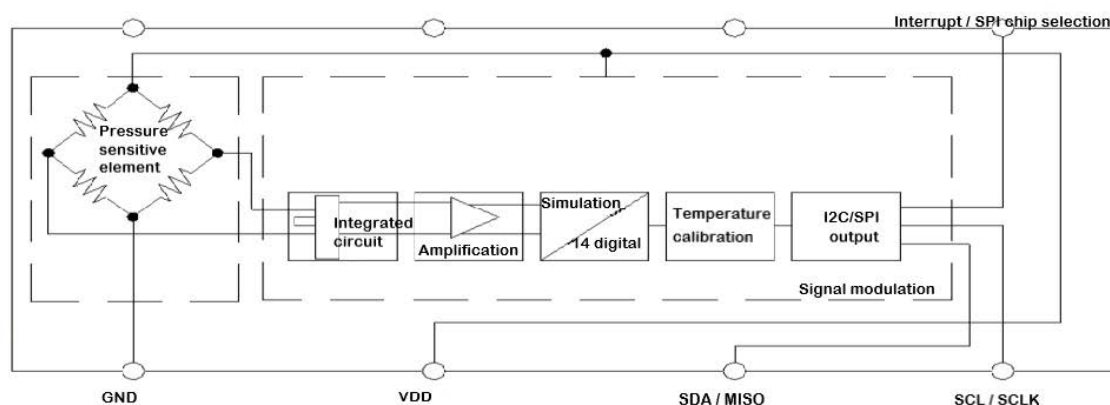 Interrupt / SPI chip selection
Pressure
sensitive
element
Integrated
circuit
Amplification
Simulation
14 digital
Temperature
calibration
I2C/SPI
output
Signal modulation
GND
VDD
SDA / MISO
SCL / SCLK